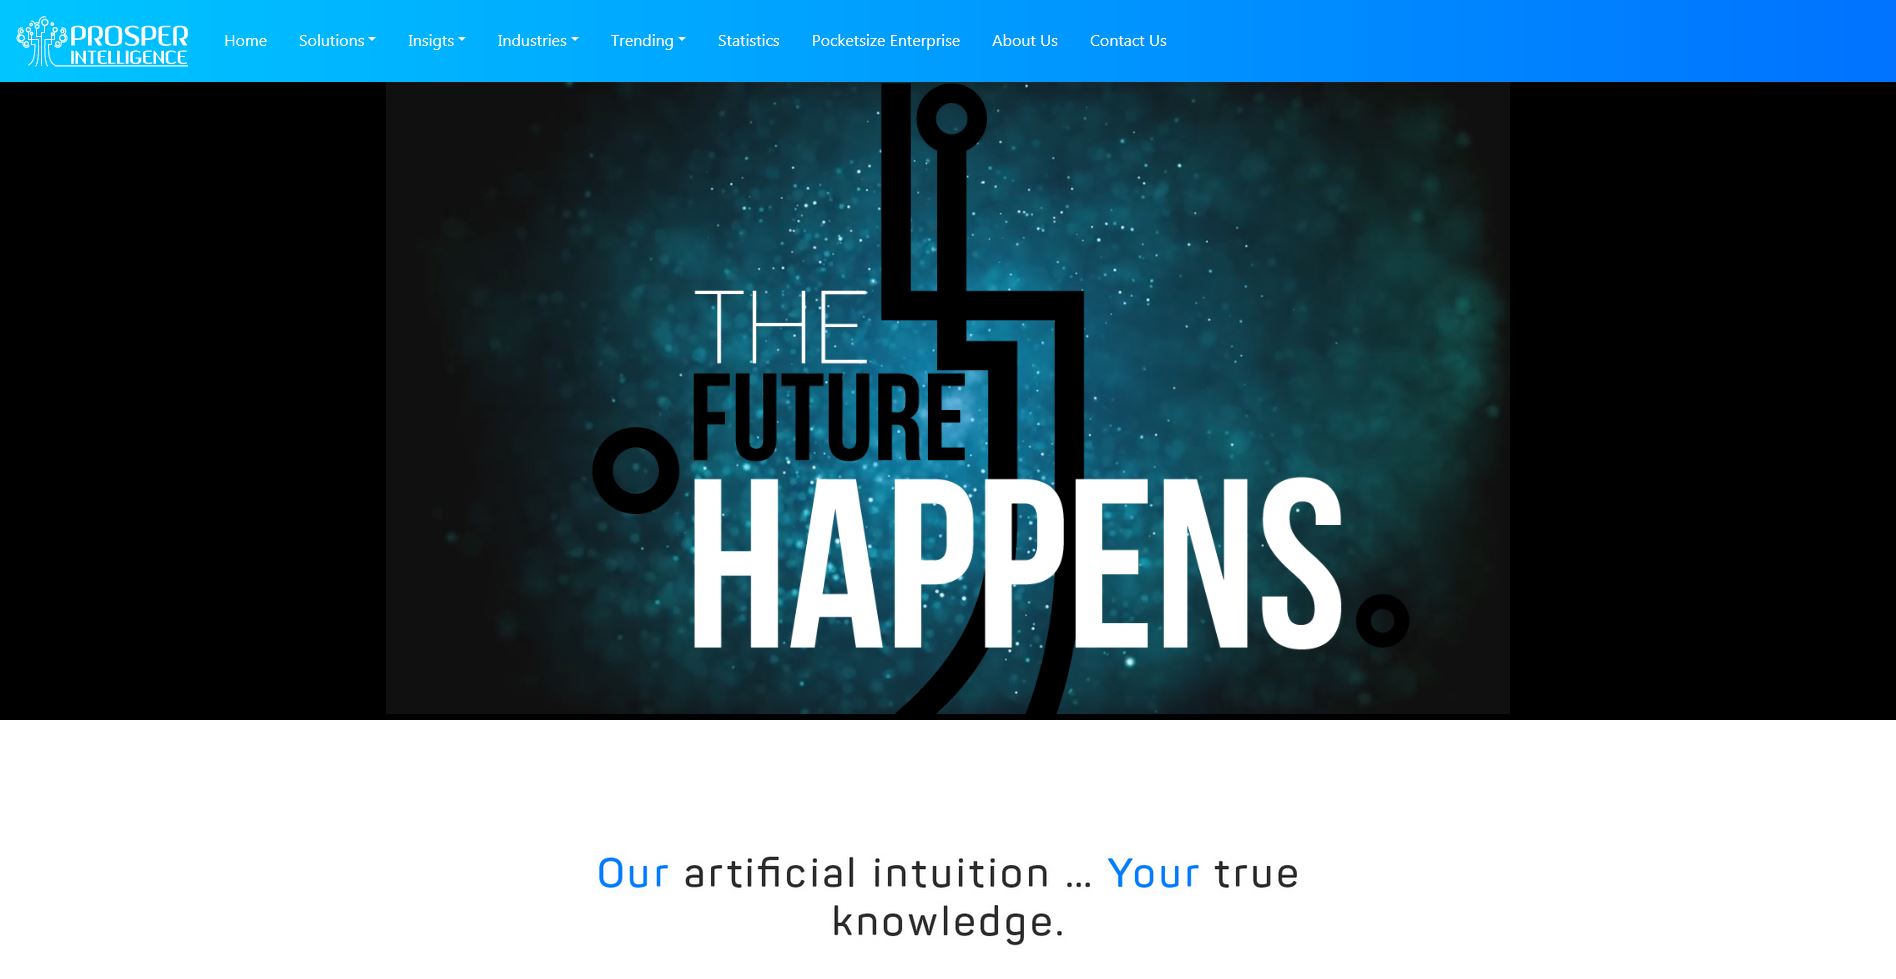 PROSPER
INTELLIGENCE
Home Solutions Insigts Industries Trending Statistics Pocketsize Enterprise About Us Contact Us
THE
FUTURE
HAPPENS
Our artificial intuition ... Your true
knowledge.